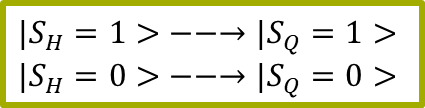 |S_H = 1 > −−→ |S_Q = 1 >
|S_H = 0 > −−→ |S_Q = 0 >